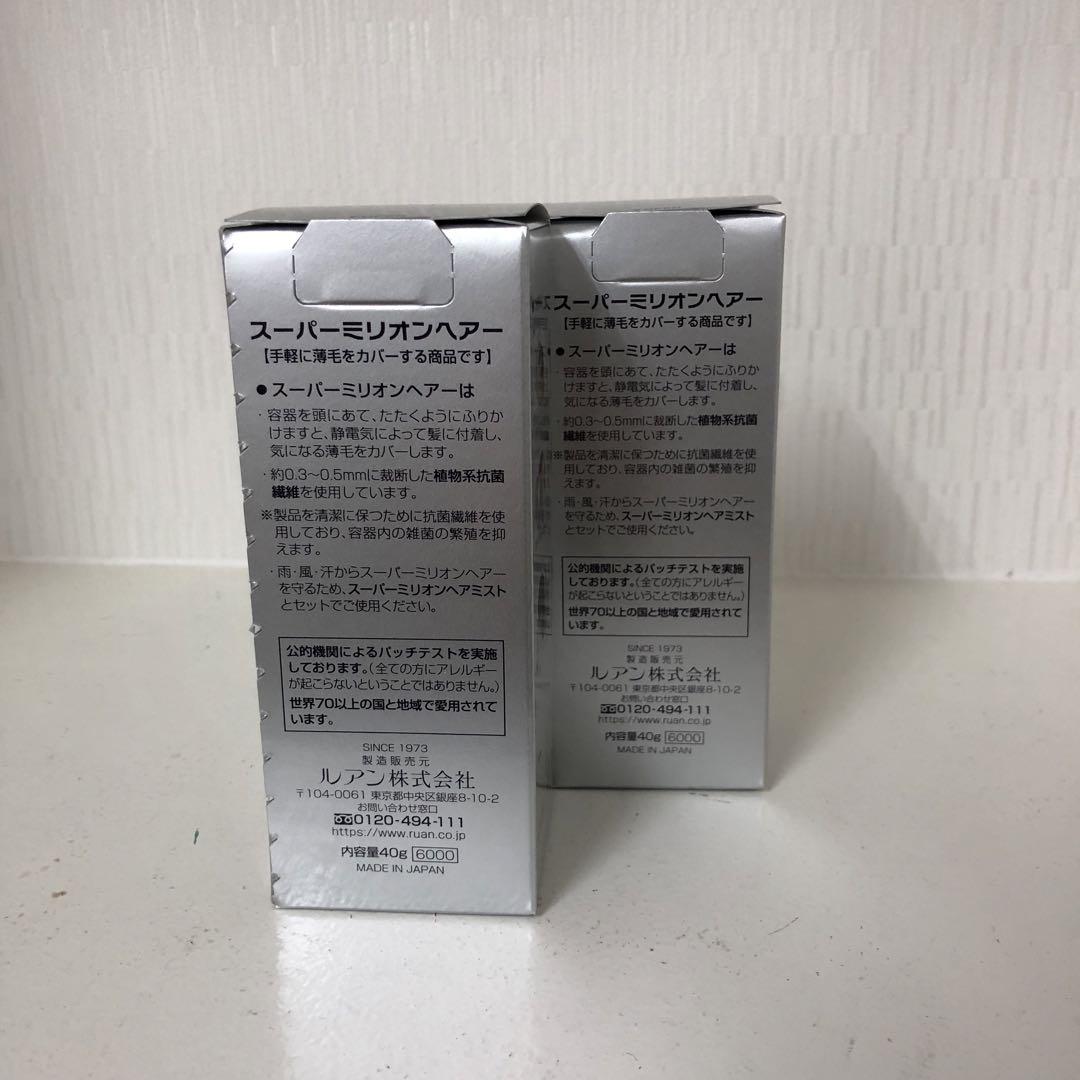 スーパーミリオンヘアー
【手軽に薄毛をカバーする商品です】
●スーパーミリオンヘアーは
・容器を頭にあて、たたくようにふりか
けますと、静電気によって髪に付着し、
気になる薄毛をカバーします。
・約0.3〜0.5mmに裁断した植物系抗菌
繊維を使用しています。
※製品を清潔に保つために抗菌繊維を使
用しており、容器内の雑菌の繁殖を抑
えます。
・雨・風・汗からスーパーミリオンヘアー
を守るため、スーパーミリオンヘアミスト
とセットでご使用ください。
公的機関によるパッチテストを実施
しております。(全ての方にアレルギー
が起こらないということではありません。)
世界70以上の国と地域で愛用されて
います。
SINCE 1973
製造販売元
ルアン株式会社
〒104-0061 東京都中央区銀座8-10-2
お問い合わせ窓口
0120-494-111
https://www.ruan.co.jp
内容量40g 6000
MADE IN JAPAN
スーパーミリオンヘアー
【手軽に薄毛をカバーする商品です】
●スーパーミリオンヘアーは
・容器を頭にあて、たたくようにふりか
けますと、静電気によって髪に付着し、
気になる薄毛をカバーします。
・約0.3〜0.5mmに裁断した植物系抗菌
繊維を使用しています。
※製品を清潔に保つために抗菌繊維を使
用しており、容器内の雑菌の繁殖を抑
えます。
・雨・風・汗からスーパーミリオンヘアー
を守るため、スーパーミリオンヘアミスト
とセットでご使用ください。
公的機関によるパッチテストを実施
しております。(全ての方にアレルギー
が起こらないということではありません。)
世界70以上の国と地域で愛用されて
います。
SINCE 1973
製造販売元
ルアン株式会社
〒104-0061 東京都中央区銀座8-10-2
お問い合わせ窓口
0120-494-111
https://www.ruan.co.jp
内容量40g 6000
MADE IN JAPAN